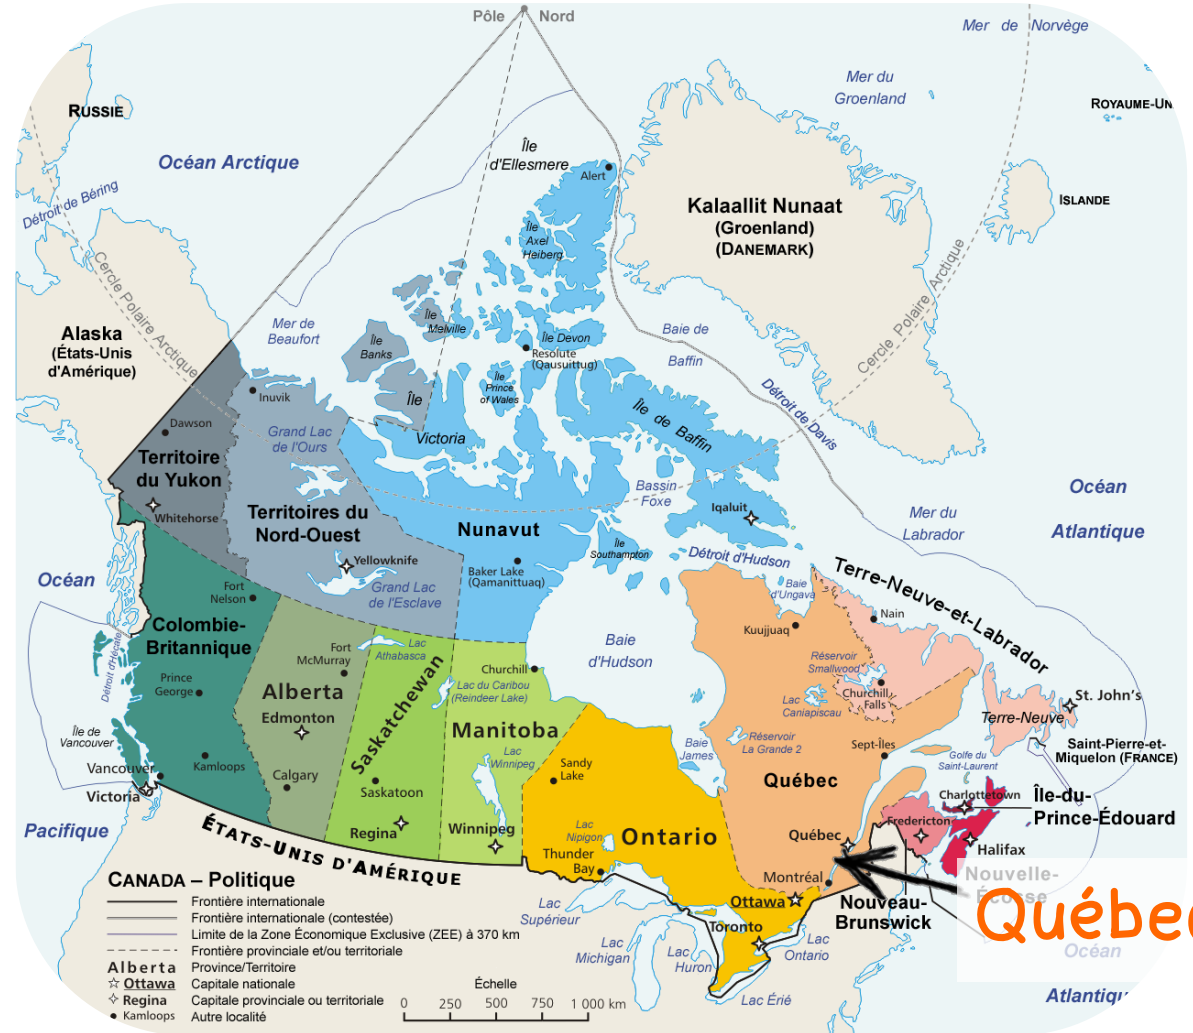 Pôle Nord
Mer de Norvège
Mer du
Groenland
RUSSIE
ROYAUME-UN
Océan Arctique
Île
d'Ellesmere
Alert
Détroit de Béring
ISLANDE
Kalaallit Nunaat
(Groenland)
(DANEMARK)
Île
Axel
Heiberg
Cercle Polaire Arctique
Cercle Polaire Arctique
Alaska
(États-Unis
d'Amérique)
Mer de
Beaufort
Île
Melville
Île
Banks
Île Devon
Resolute
(Qausuittuq)
Baie de
Baffin
Île
Prince
of Wales
Inuvik
Île
Victoria
Île de Baffin
Détroit de Davis
Dawson
Grand Lac
de l'Ours
Territoire
du Yukon
Whitehorse
Territoires du
Nord-Ouest
Yellowknife
Grand Lac
de l'Esclave
Nunavut
Baker Lake
(Qamanittuaq)
Bassin
Foxe
Iqaluit
Île
Southampton
Détroit d'Hudson
Mer du
Labrador
Océan
Atlantique
Océan
Pacifique
Fort
Nelson
Colombie-
Britannique
Détroit d'Hécate
Prince
George
Île de
Vancouver
Vancouver
Victoria
Kamloops
Fort
McMurray
Alberta
Edmonton
Calgary
Lac
Athabasca
Saskatchewan
Saskatoon
Regina
Churchill
Lac du Caribou
(Reindeer Lake)
Manitoba
Lac
Winnipeg
Winnipeg
Baie
d'Hudson
Baie
d'Ungava
Kuujjuaq
Terre-Neuve-et-Labrador
Nain
Réservoir
Smallwood
Churchill
Falls
Lac
Caniapiscau
Réservoir
La Grande 2
Baie
James
Sept-Îles
Terre-Neuve
St. John's
Saint-Pierre-et-
Miquelon (FRANCE)
Golfe du
Saint-Laurent
Sandy
Lake
Lac
Nipigon
Thunder
Bay
Ontario
Québec
Québec
Montréal
Ottawa
Toronto
Charlottetown
Île-du-
Prince-Édouard
Fredericton
Halifax
Nouvelle-
Écosse
Nouveau-
Brunswick
Québec
Océan
Atlantiqu
Lac
Supérieur
Lac
Michigan
Lac
Huron
Lac
Ontario
Lac Érié
ÉTATS-UNIS D'AMÉRIQUE
CANADA – Politique
Frontière internationale
Frontière internationale (contestée)
Limite de la Zone Économique Exclusive (ZEE) à 370 km
Frontière provinciale et/ou territoriale
Alberta Province/Territoire
Ottawa Capitale nationale
Regina Capitale provinciale ou territoriale
Kamloops Autre localité
Échelle
0 250 500 750 1 000 km